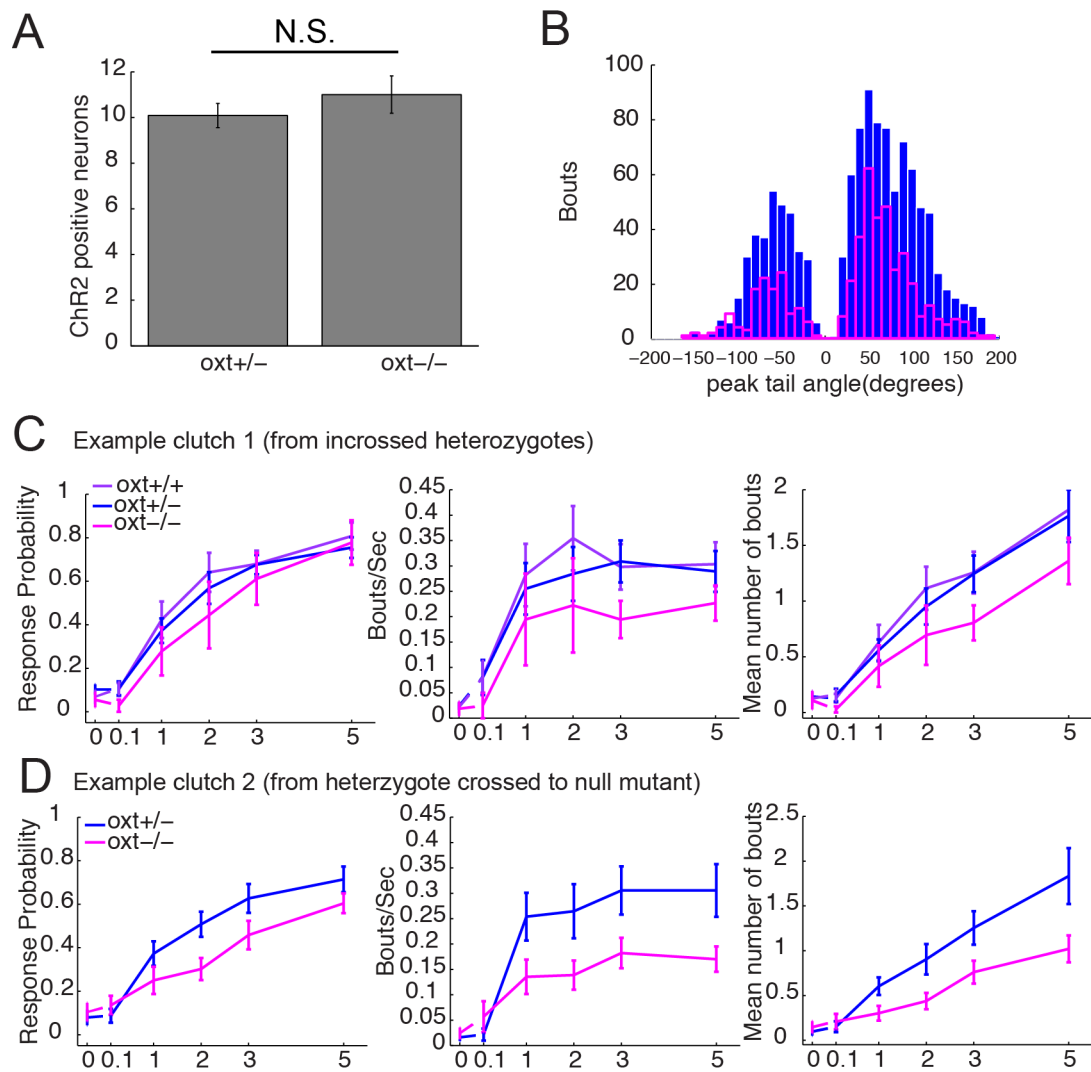 A
N.S.
ChR2 positive neurons
12
10
8
6
4
2
0
oxt+/−
oxt−/−
B
Bouts
100
80
60
40
20
0
−200 −150 −100 −50 0 50 100 150 200
peak tail angle(degrees)
C Example clutch 1 (from incrossed heterozygotes)
oxt+/+
oxt+/−
oxt−/−
Response Probability
1
0.8
0.6
0.4
0.2
0
0 0.1 1 2 3 5
Bouts/Sec
0.45
0.4
0.35
0.3
0.25
0.2
0.15
0.1
0.05
0
0 0.1 1 2 3 5
Mean number of bouts
2
1.5
1
0.5
0
0 0.1 1 2 3 5
D Example clutch 2 (from heterzygote crossed to null mutant)
oxt+/−
oxt−/−
Response Probability
1
0.8
0.6
0.4
0.2
0
0 0.1 1 2 3 5
Bouts/Sec
0.45
0.4
0.35
0.3
0.25
0.2
0.15
0.1
0.05
0
0 0.1 1 2 3 5
Mean number of bouts
2.5
2
1.5
1
0.5
0
0 0.1 1 2 3 5